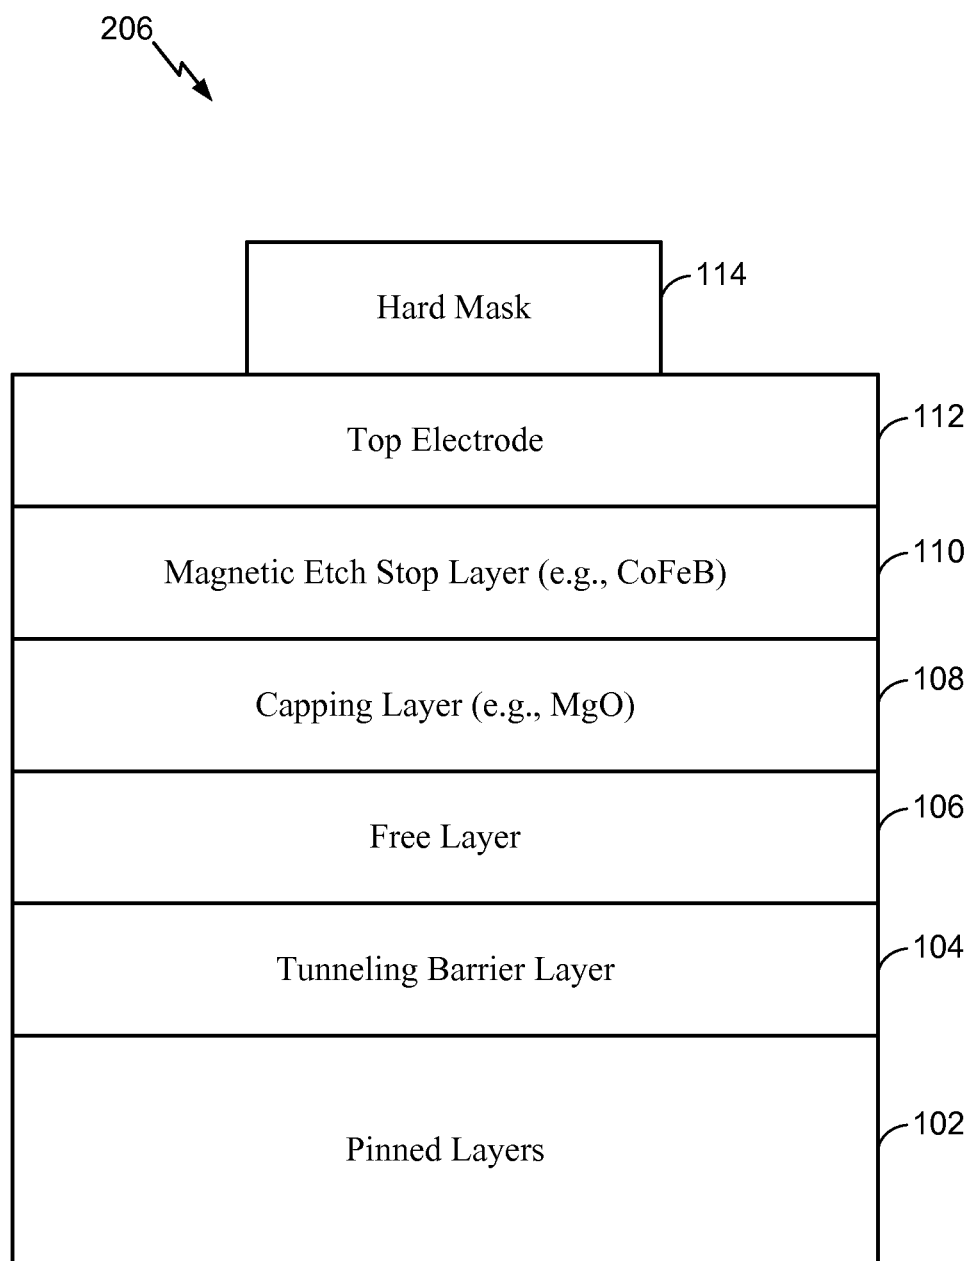 206
Hard Mask
114
Top Electrode
112
Magnetic Etch Stop Layer (e.g., CoFeB)
110
Capping Layer (e.g., MgO)
108
Free Layer
106
Tunneling Barrier Layer
104
Pinned Layers
102